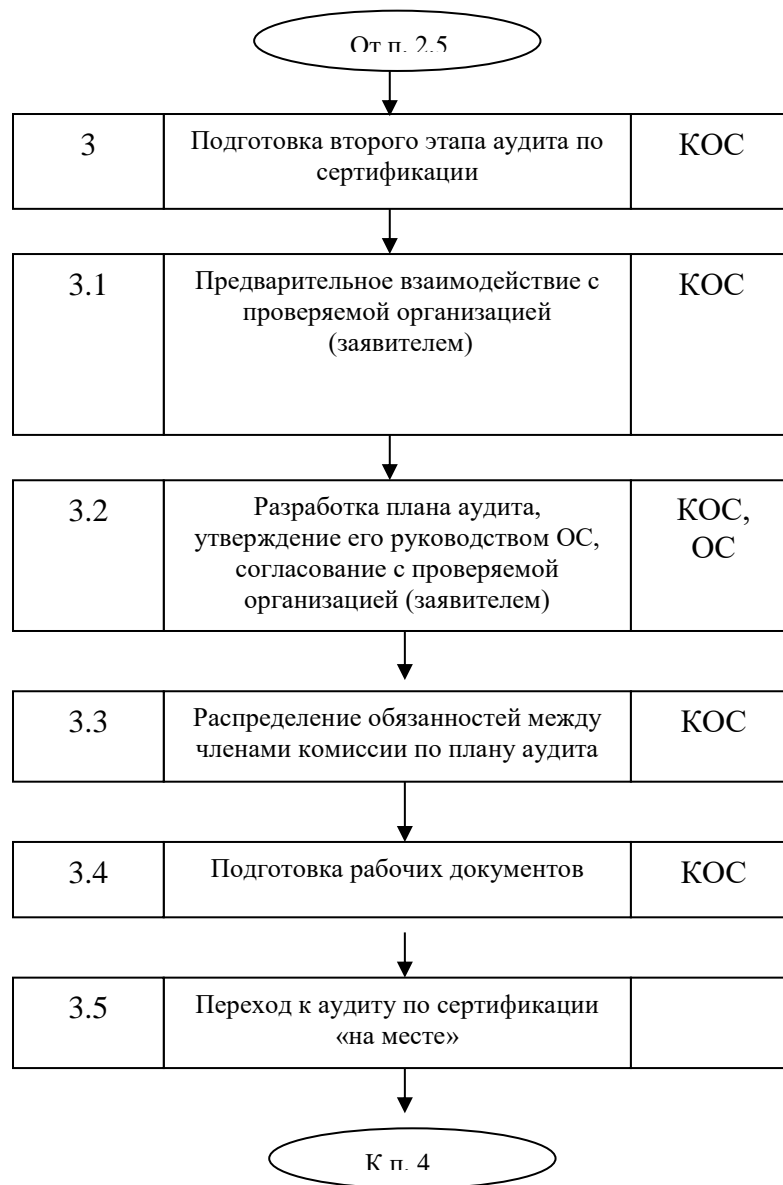 От п. 2.5
3
Подготовка второго этапа аудита по
сертификации
КОС
3.1
Предварительное взаимодействие с
проверяемой организацией
(заявителем)
КОС
3.2
Разработка плана аудита,
утверждение его руководством ОС,
согласование с проверяемой
организацией (заявителем)
КОС,
ОС
3.3
Распределение обязанностей между
членами комиссии по плану аудита
КОС
3.4
Подготовка рабочих документов
КОС
3.5
Переход к аудиту по сертификации
«на месте»
К п. 4